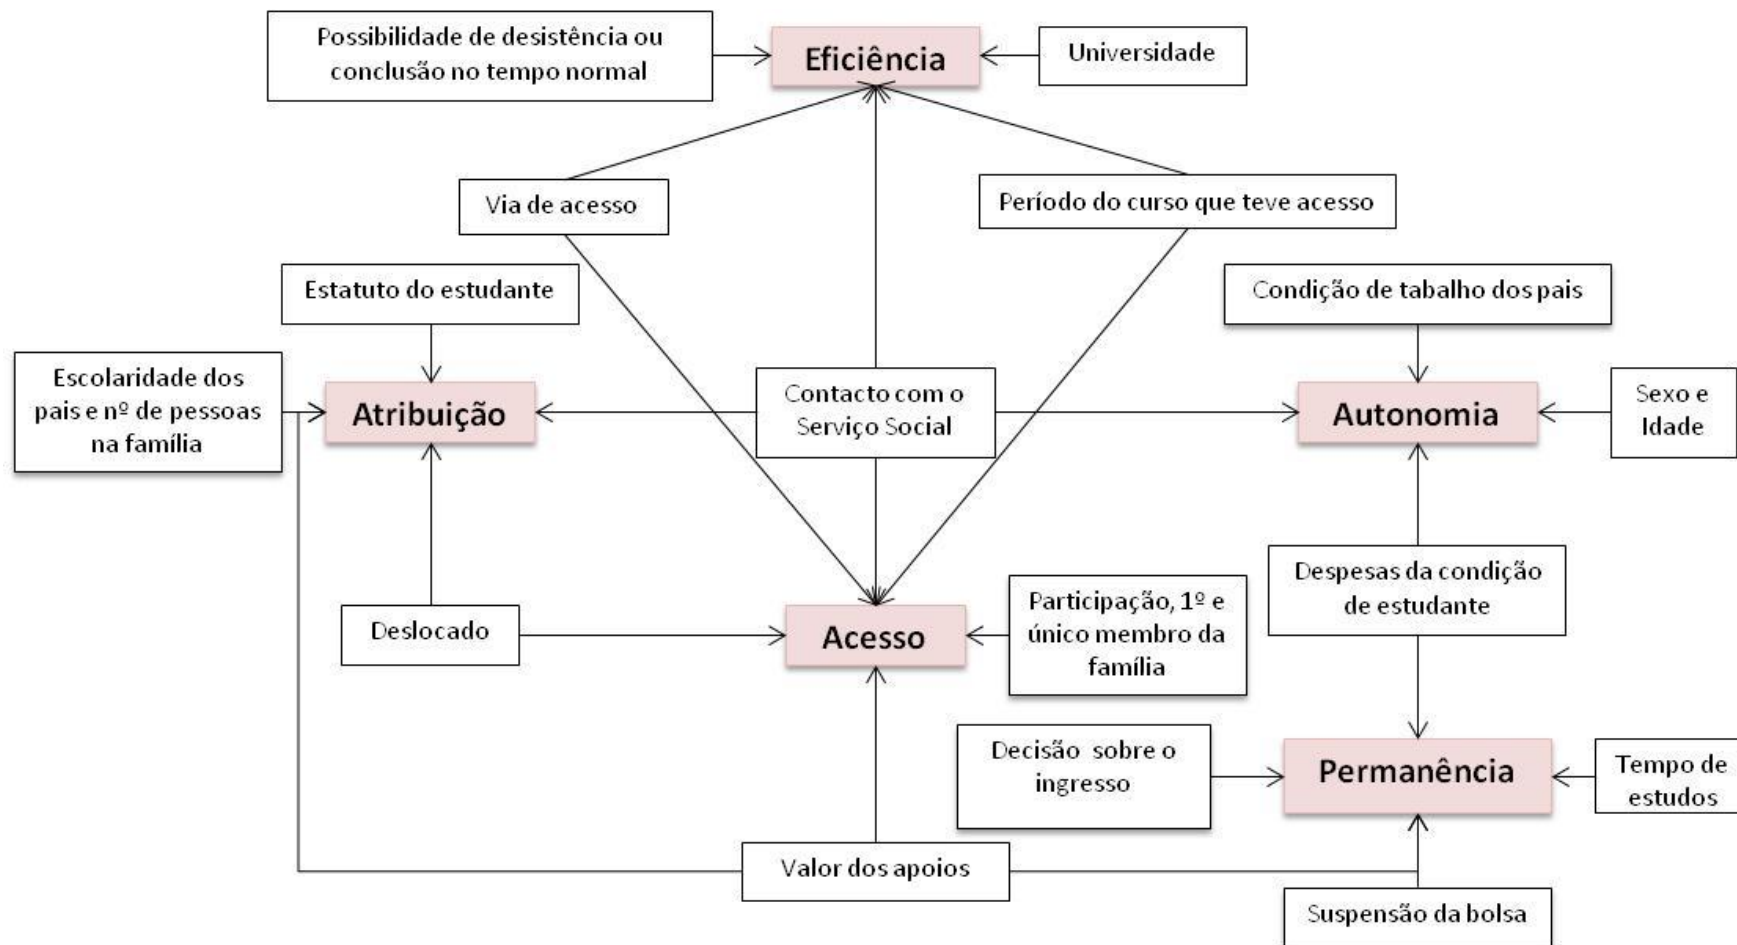 Possibilidade de desistência ou
conclusão no tempo normal
Eficiência
Universidade
Via de acesso
Período do curso que teve acesso
Estatuto do estudante
Condição de tabalho dos pais
Escolaridade dos
pais e nº de pessoas
na família
Atribuição
Contacto com o
Serviço Social
Autonomia
Sexo e
Idade
Deslocado
Acesso
Participação, 1º e
único membro da
família
Despesas da condição
de estudante
Decisão sobre o
ingresso
Permanência
Tempo de
estudos
Valor dos apoios
Suspensão da bolsa